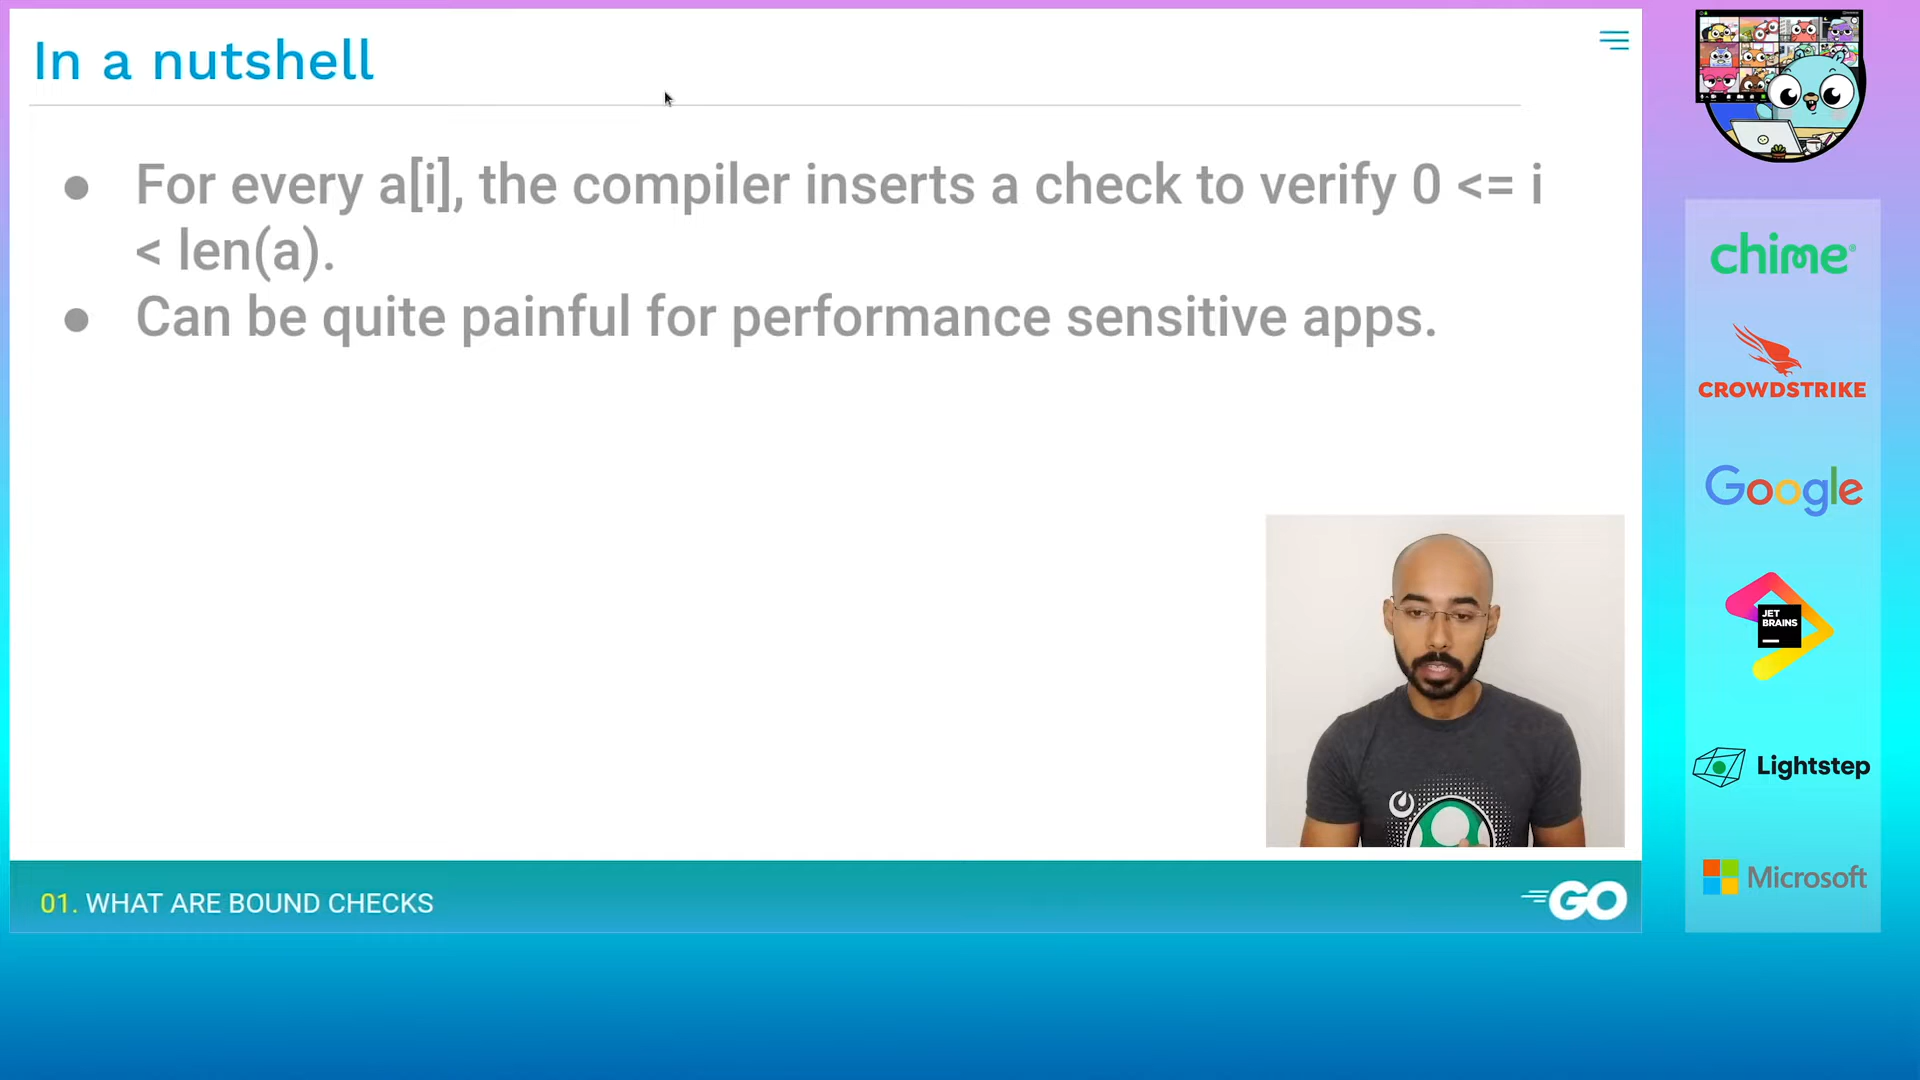 In a nutshell
● For every a[i], the compiler inserts a check to verify 0 <= i
< len(a).
● Can be quite painful for performance sensitive apps.
01. WHAT ARE BOUND CHECKS
GO
chime
CROWDSTRIKE
Google
JET
BRAINS
Lightstep
Microsoft